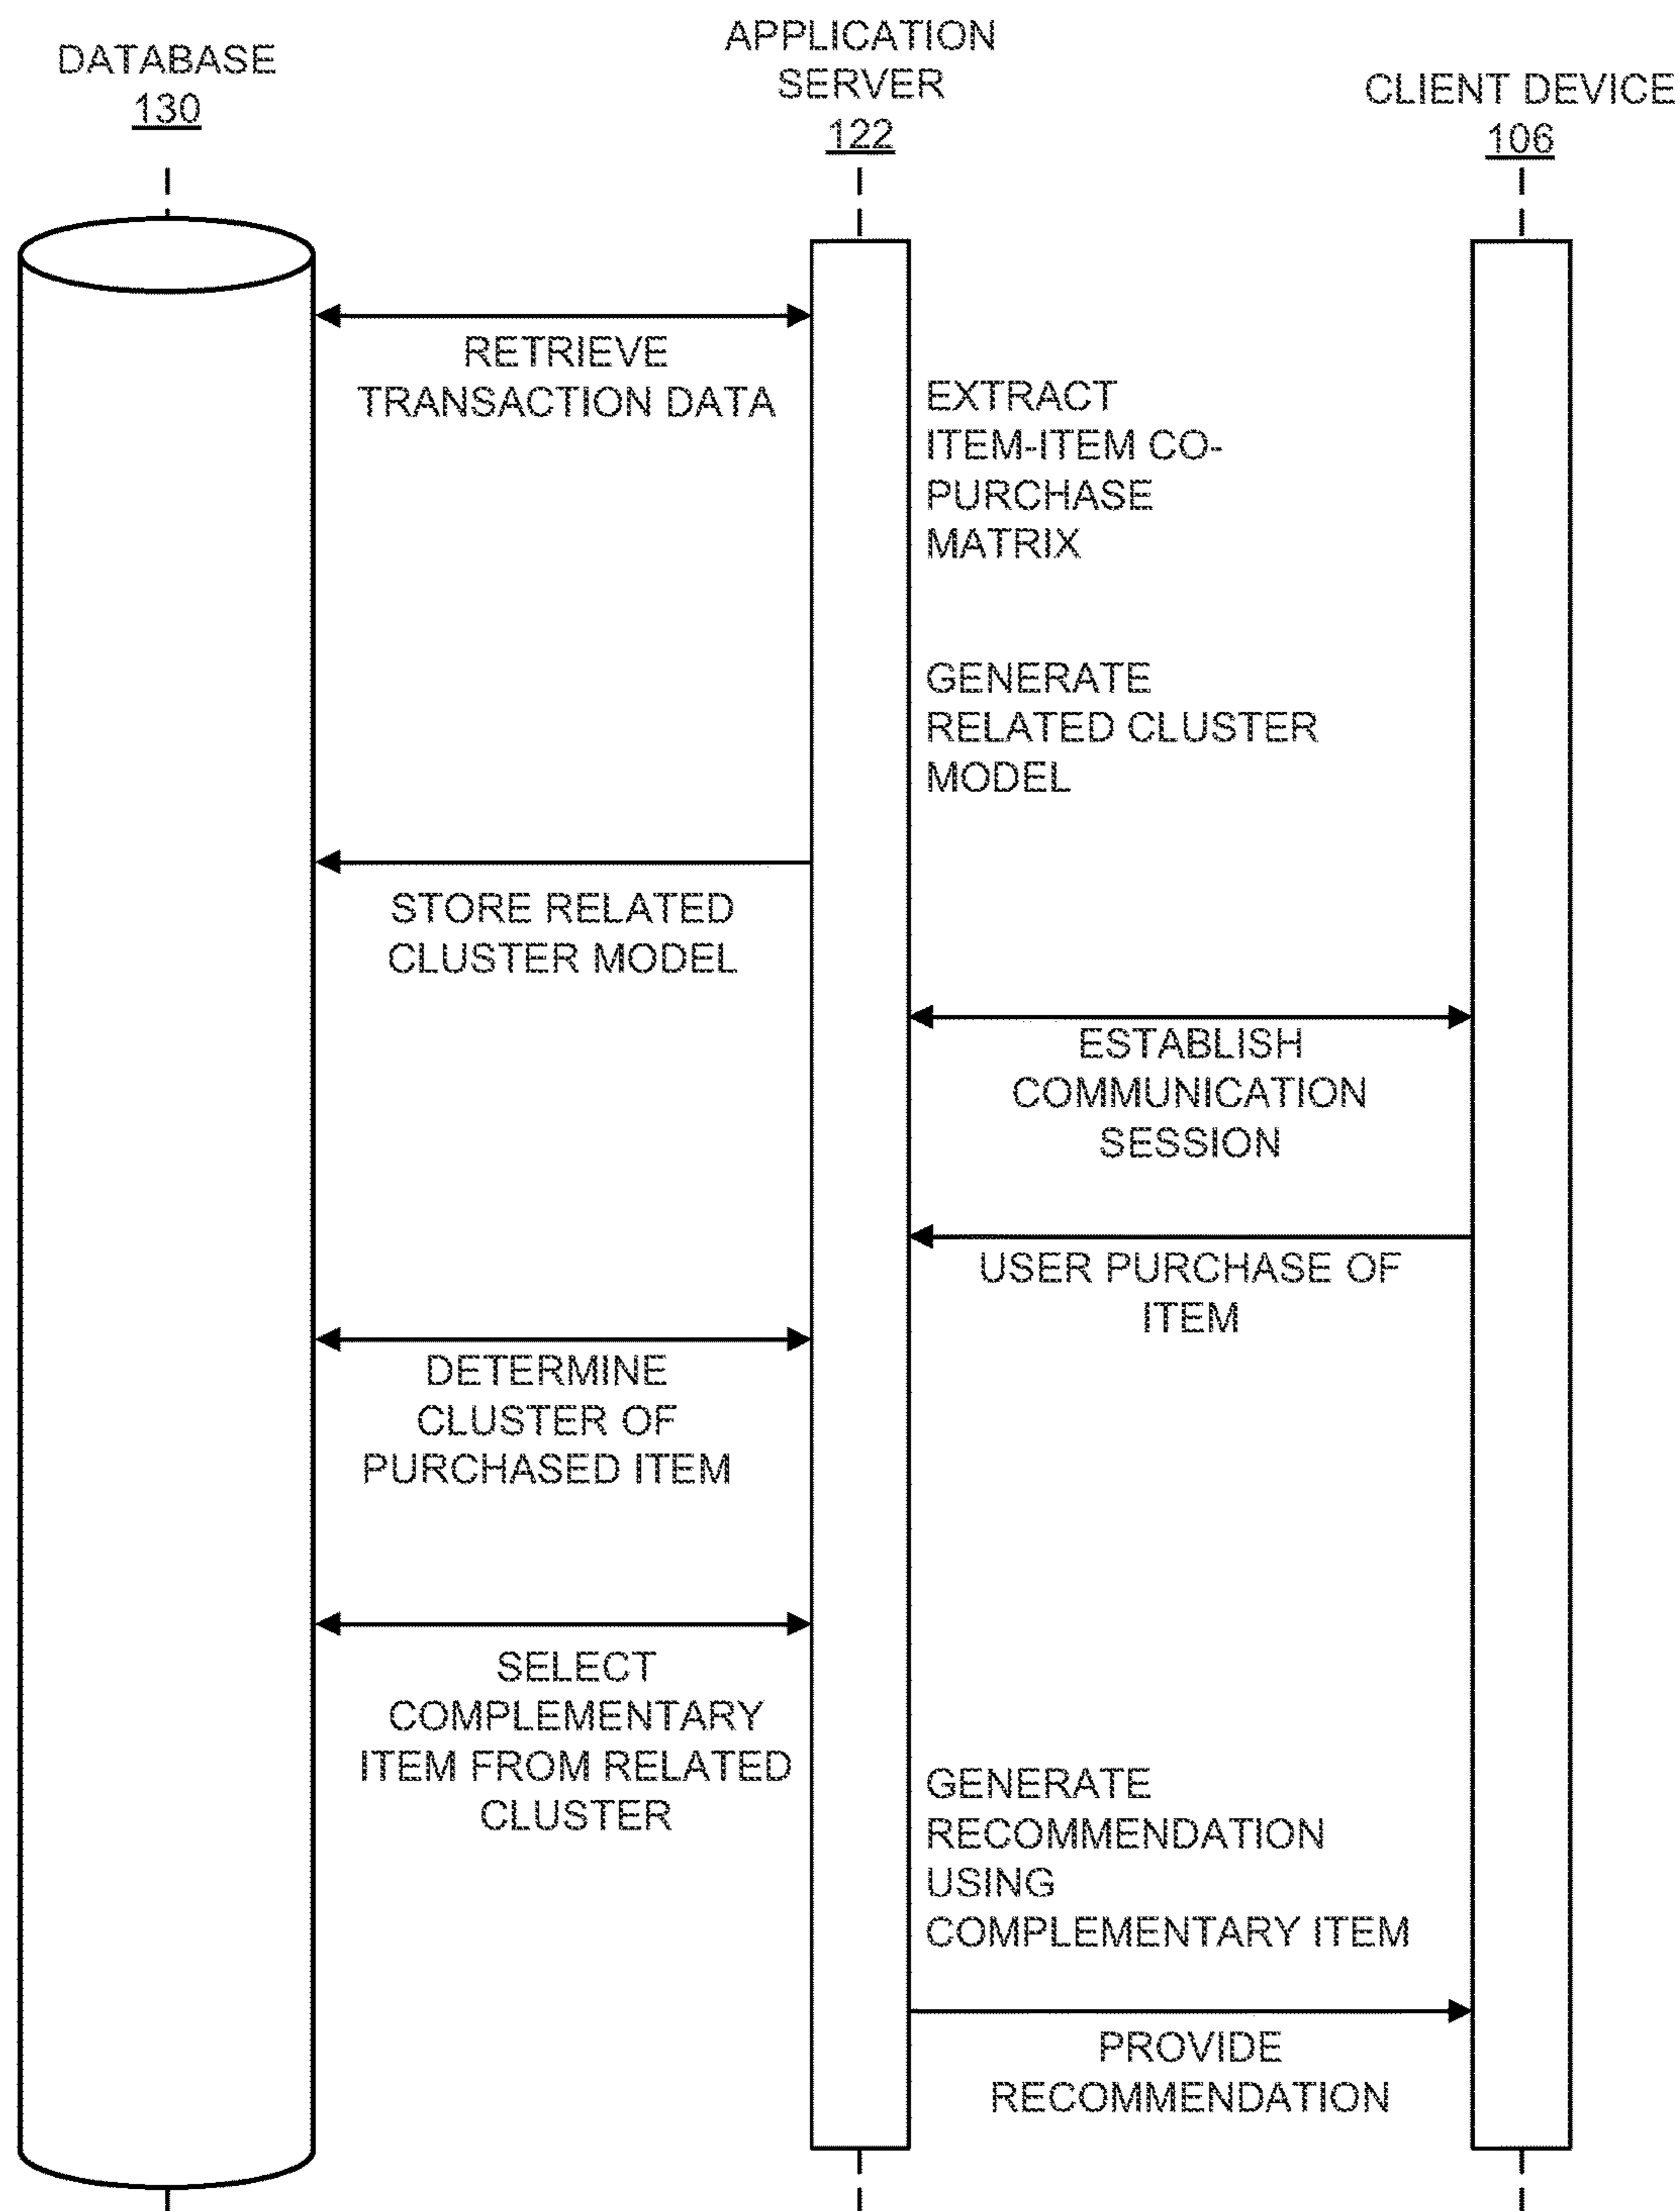 DATABASE
130
APPLICATION
SERVER
122
CLIENT DEVICE
106
RETRIEVE
TRANSACTION DATA
EXTRACT
ITEM-ITEM CO-
PURCHASE
MATRIX
GENERATE
RELATED CLUSTER
MODEL
STORE RELATED
CLUSTER MODEL
ESTABLISH
COMMUNICATION
SESSION
USER PURCHASE OF
ITEM
DETERMINE
CLUSTER OF
PURCHASED ITEM
SELECT
COMPLEMENTARY
ITEM FROM RELATED
CLUSTER
GENERATE
RECOMMENDATION
USING
COMPLEMENTARY ITEM
PROVIDE
RECOMMENDATION